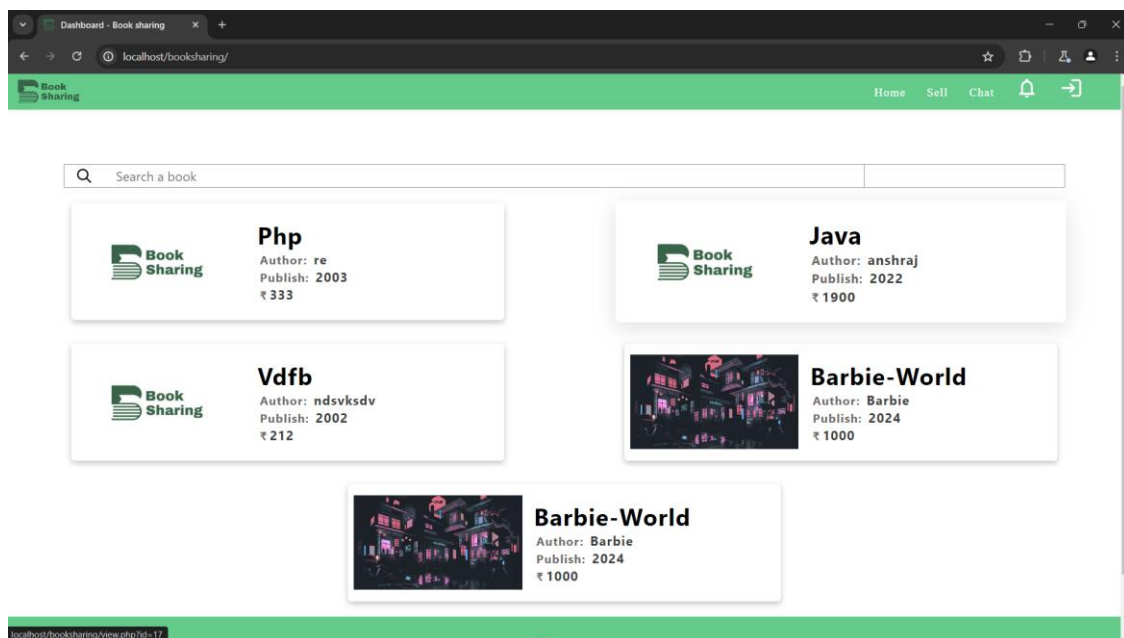 Dashboard - Book sharing
localhost/booksharing/
Book
Sharing
Home Sell Chat
Search a book
Book
Sharing
Php
Author: re
Publish: 2003
₹ 333
Book
Sharing
Java
Author: anshraj
Publish: 2022
₹ 1900
Book
Sharing
Vdfb
Author: ndsvksdv
Publish: 2002
₹ 212
Barbie-World
Author: Barbie
Publish: 2024
₹ 1000
Barbie-World
Author: Barbie
Publish: 2024
₹ 1000
localhost/booksharing/view.php?id=17